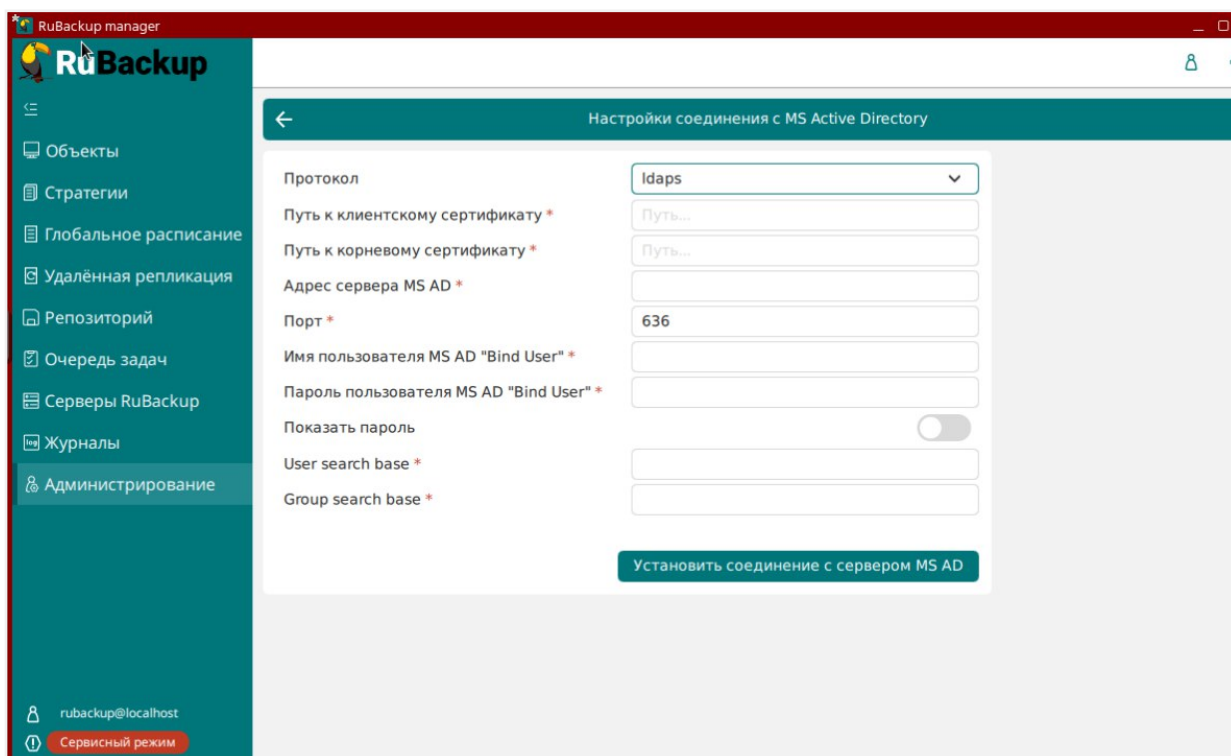 RuBackup manager
RuBackup
Настройки соединения с MS Active Directory
Объекты
Стратегии
Глобальное расписание
Удалённая репликация
Репозиторий
Очередь задач
Серверы RuBackup
log Журналы
Администрирование
Протокол ldaps
Путь к клиентскому сертификату * Путь...
Путь к корневому сертификату * Путь...
Адрес сервера MS AD *
Порт * 636
Имя пользователя MS AD "Bind User" *
Пароль пользователя MS AD "Bind User" *
Показать пароль
User search base *
Group search base *
Установить соединение с сервером MS AD
rubackup@localhost
Сервисный режим